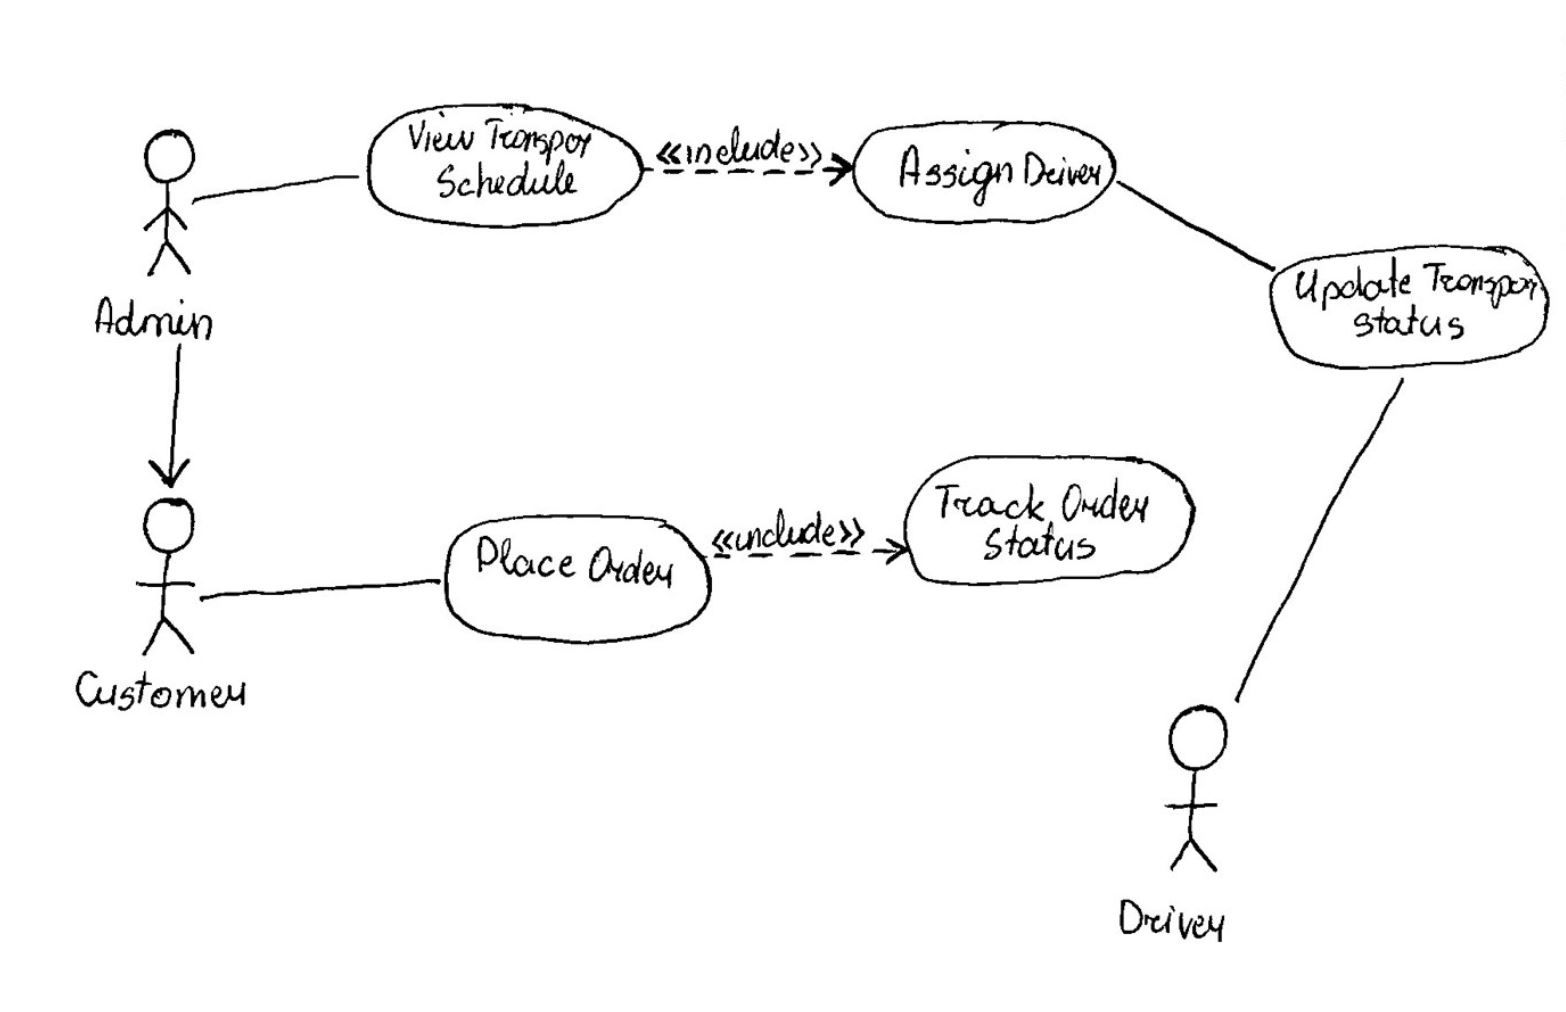 View Transpor
Schedule
<<include>>
Assign Driver
Update Transpor
status
Admin
Track Order
Status
<<include>>
Place Order
Customer
Driver